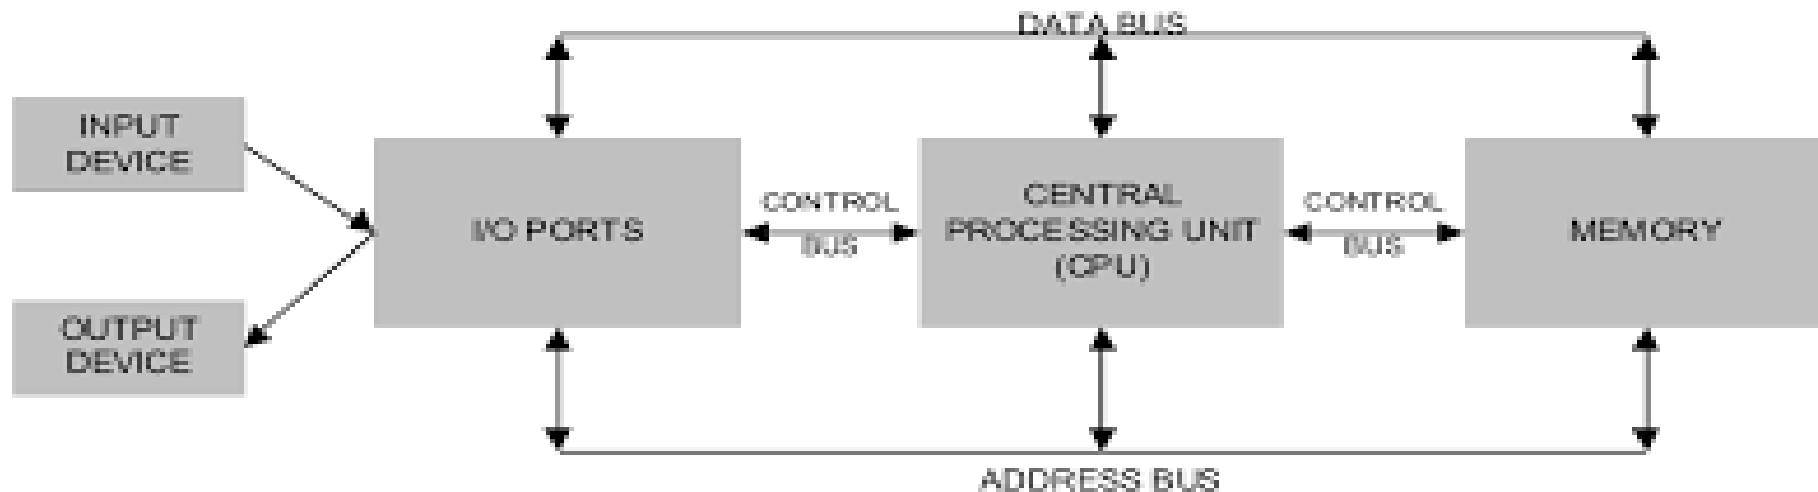 DATA BUS
INPUT
DEVICE
I/O PORTS
CONTROL
BUS
CENTRAL
PROCESSING UNIT
(CPU)
CONTROL
BUS
MEMORY
OUTPUT
DEVICE
ADDRESS BUS